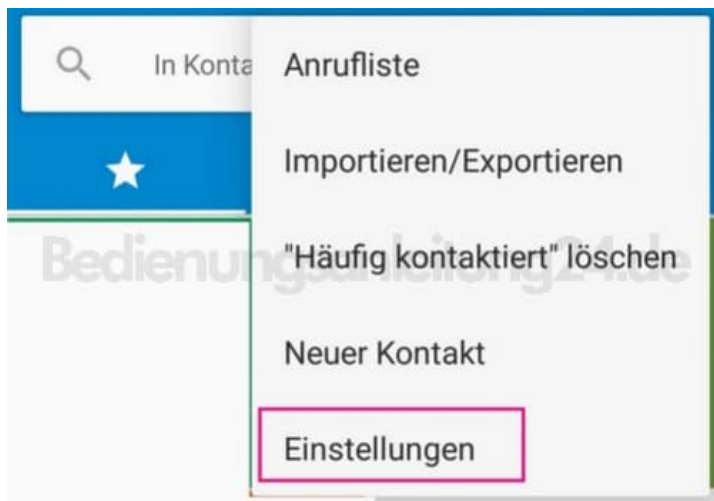 In Konta
Anrufliste
Importieren/Exportieren
"Häufig kontaktiert" löschen
Bedienungsanleitung24.de
Neuer Kontakt
Einstellungen